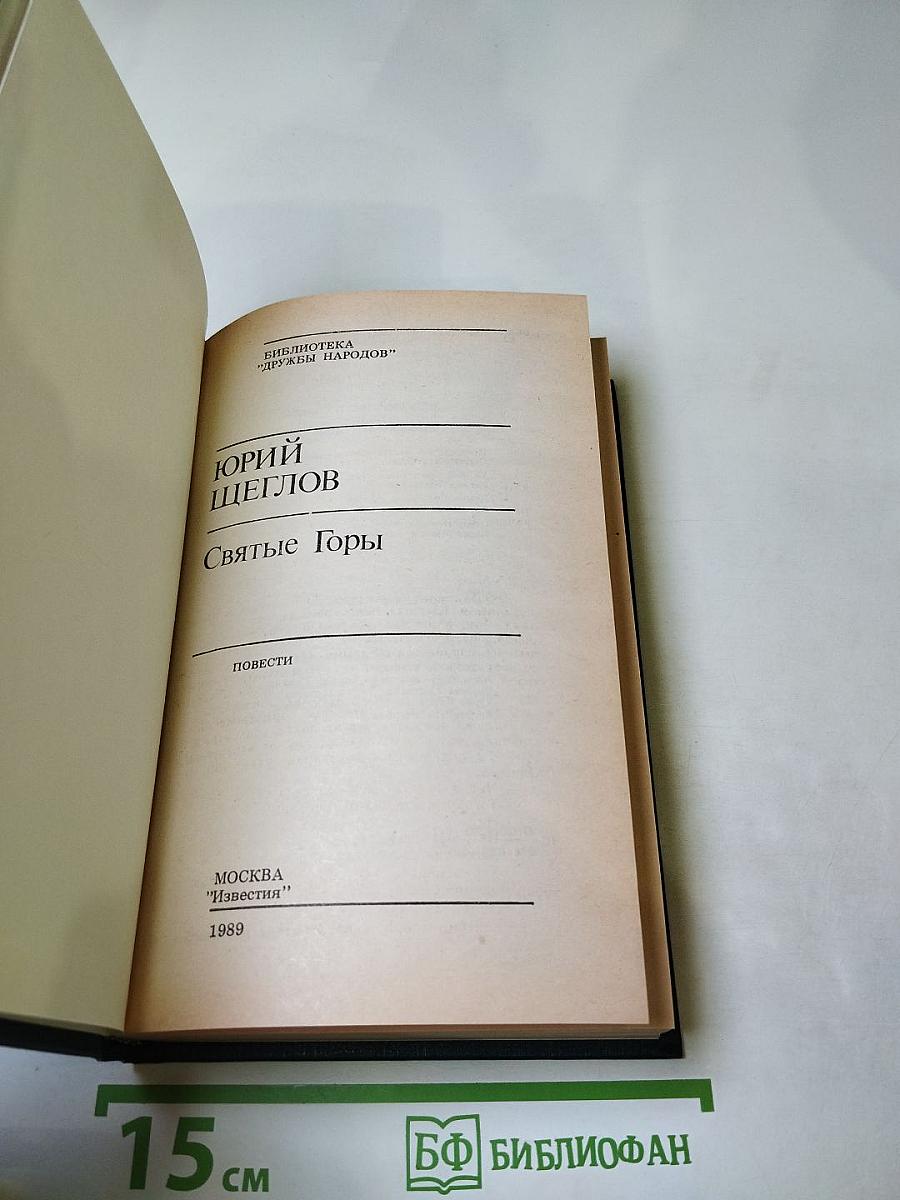 БИБЛИОТЕКА
"ДРУЖБЫ НАРОДОВ"
ЮРИЙ
ЩЕГЛОВ
Святые Горы
ПОВЕСТИ
МОСКВА
"Известия"
1989
15 см
БФ БИБЛИОФАН